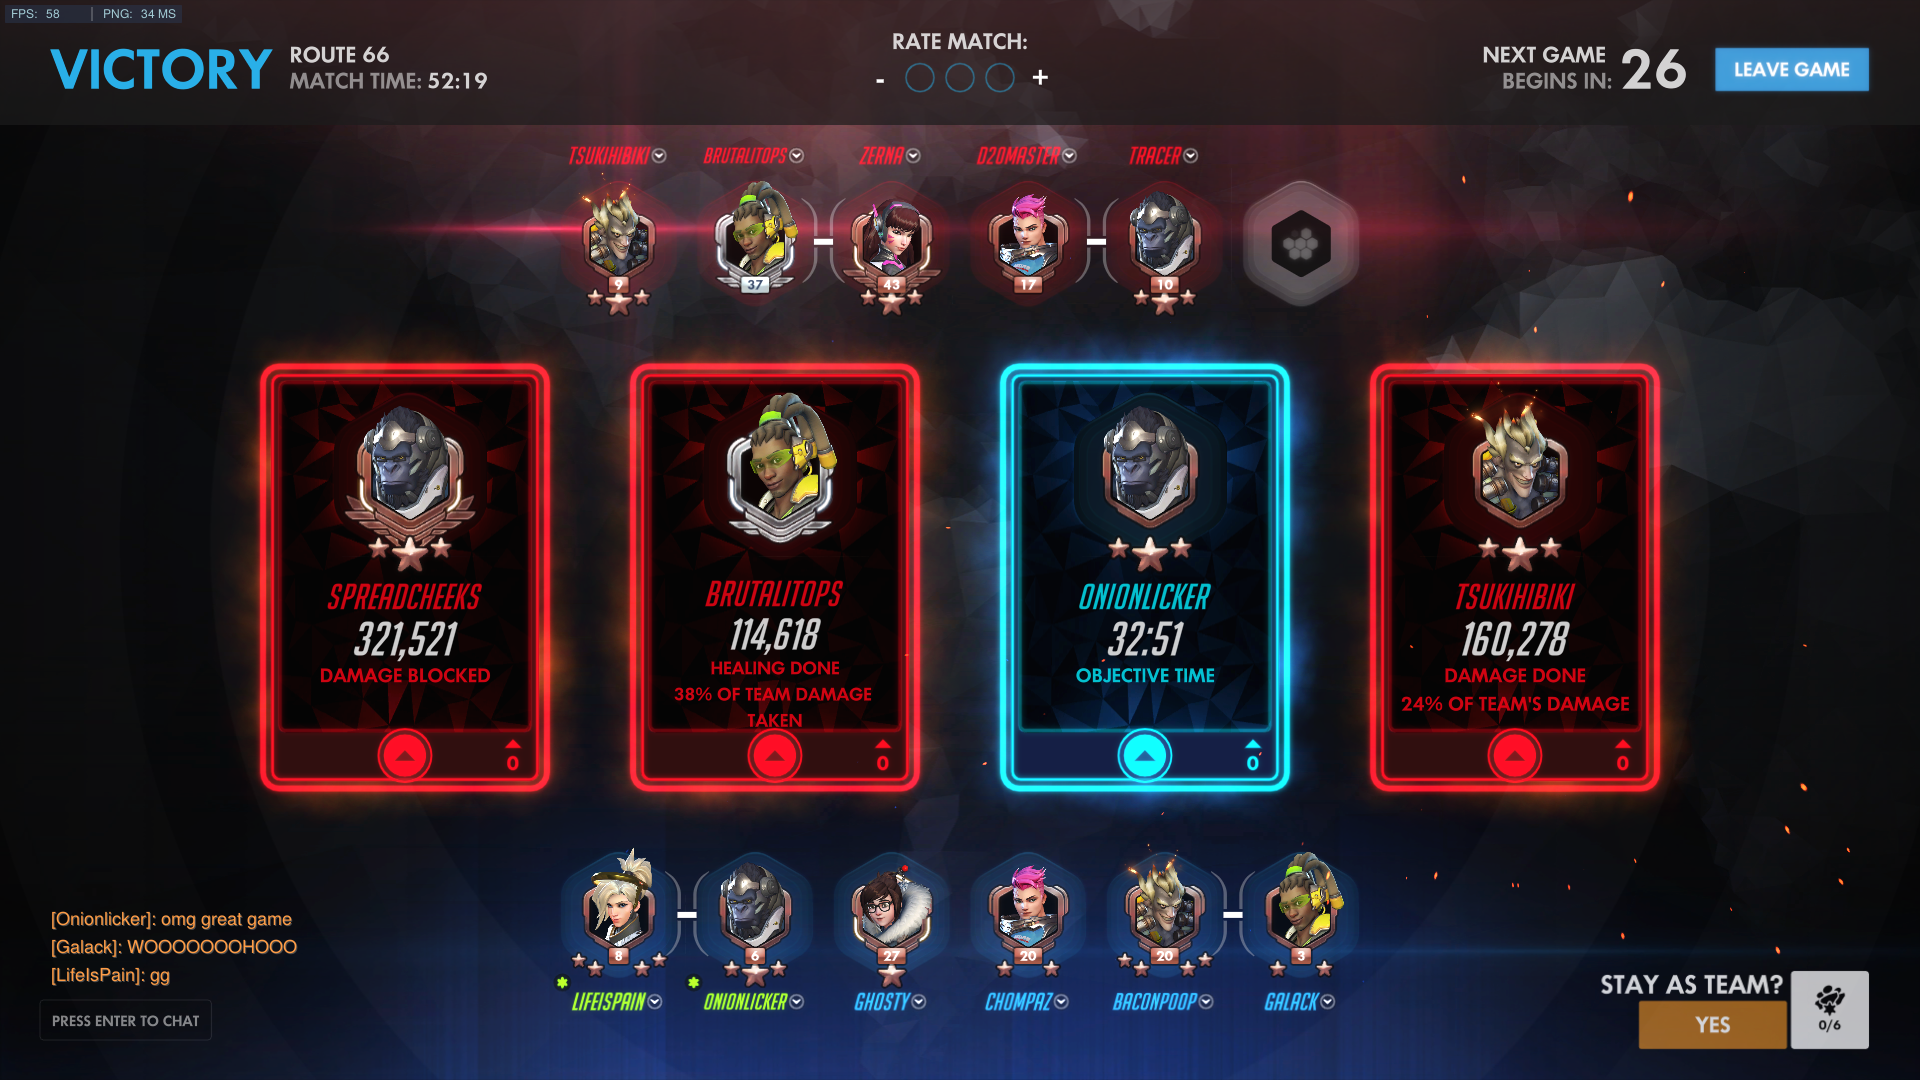 FPS: 58 | PNG: 34 MS
VICTORY
ROUTE 66
MATCH TIME: 52:19
RATE MATCH:
- +
NEXT GAME
BEGINS IN: 26
LEAVE GAME
TSUKIHIBIKI BRUTALITOPS ZERNA D20MASTER TRACER
9 37 43 17 10
SPREADCHEEKS
321,521
DAMAGE BLOCKED
0
BRUTALITOPS
114,618
HEALING DONE
38% OF TEAM DAMAGE
TAKEN
0
ONIONLICKER
32:51
OBJECTIVE TIME
0
TSUKIHIBIKI
160,278
DAMAGE DONE
24% OF TEAM'S DAMAGE
0
8 6 27 20 20 3
LIFEISPAIN ONIONLICKER GHOSTY CHOMPAZ BACONPOOP GALACK
[Onionlicker]: omg great game
[Galack]: WOOOOOOOHOOO
[LifeIsPain]: gg
PRESS ENTER TO CHAT
STAY AS TEAM?
YES
0/6